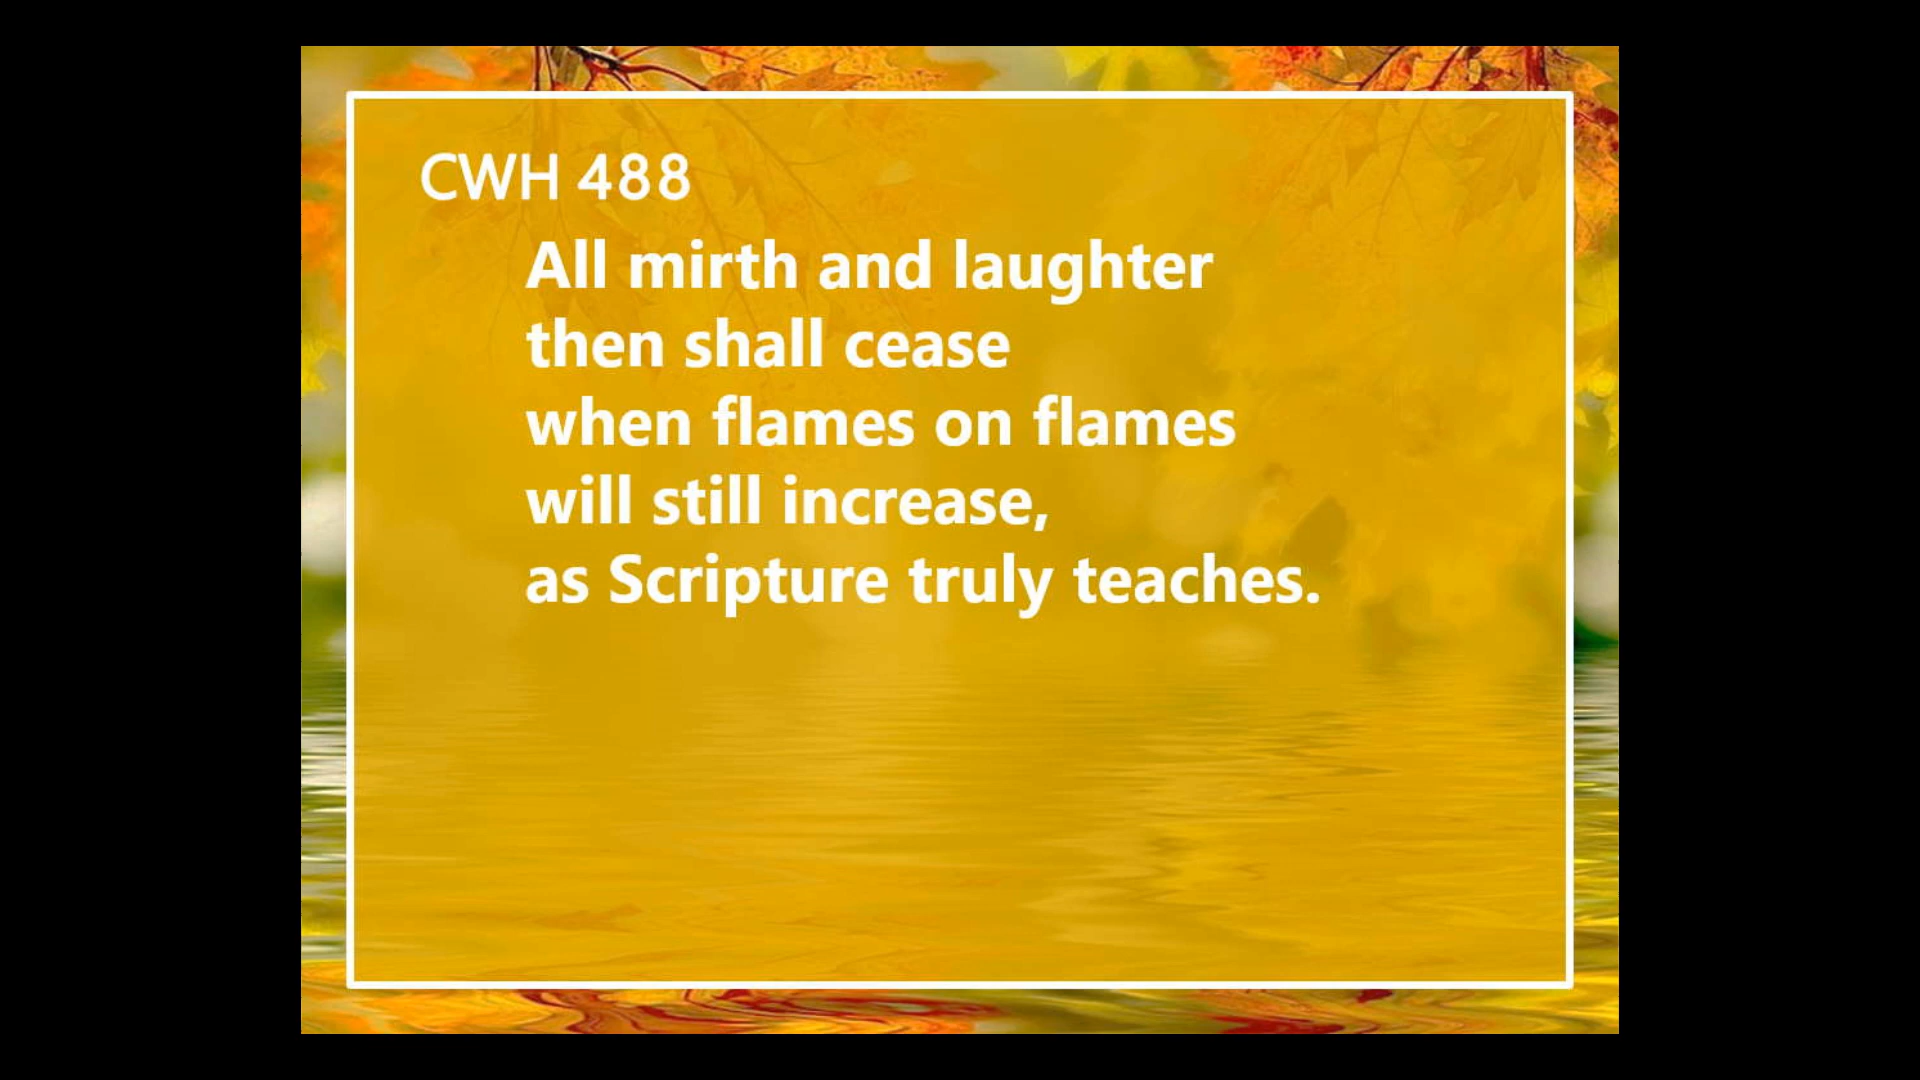 CWH 488
All mirth and laughter
then shall cease
when flames on flames
will still increase,
as Scripture truly teaches.